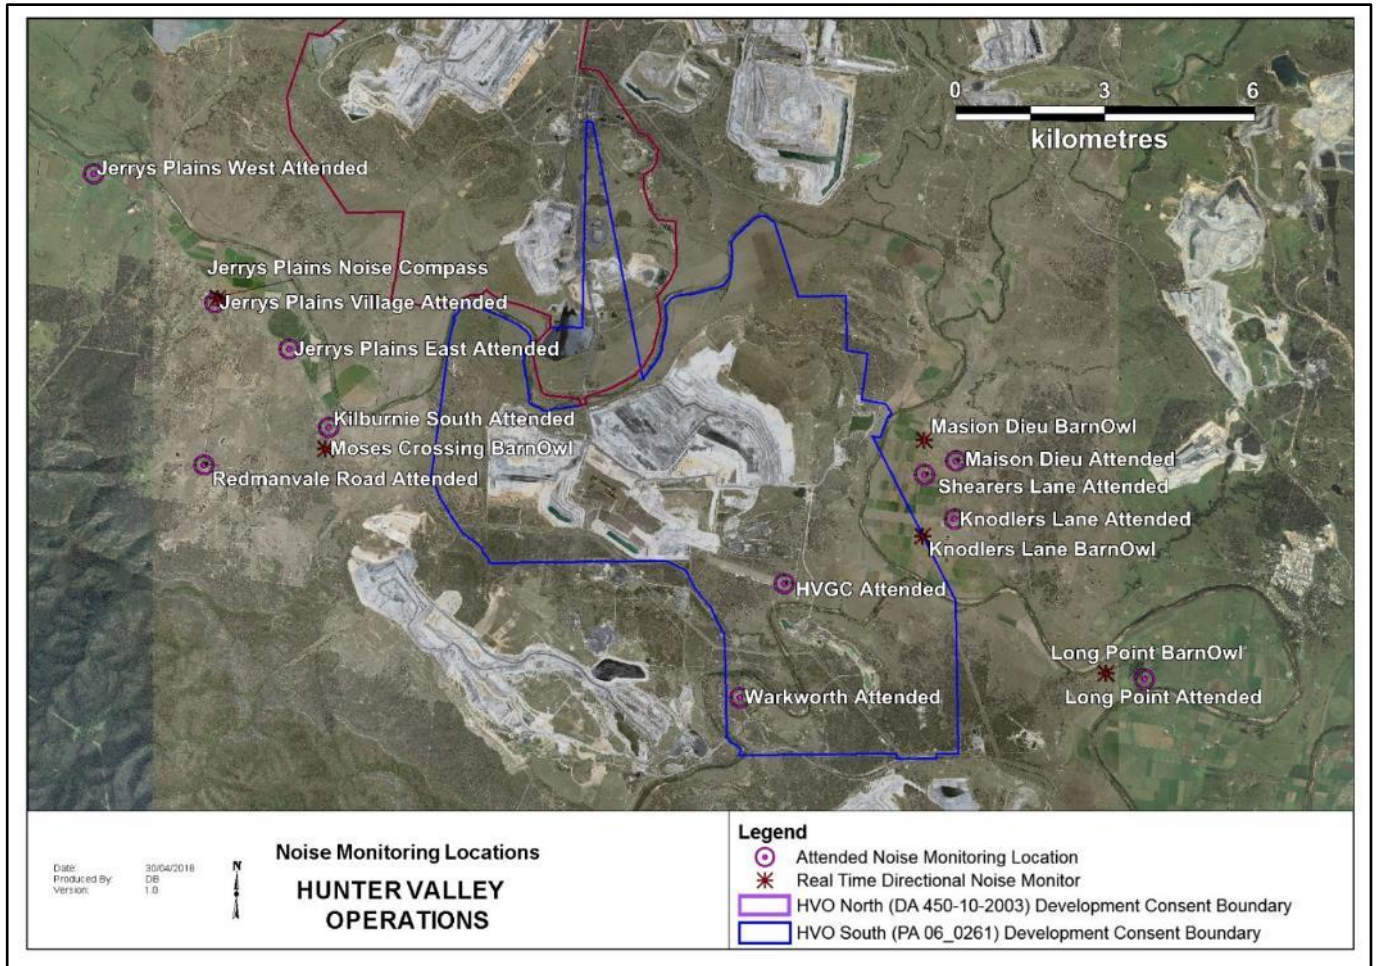 0 3 6
kilometres
Jerrys Plains West Attended
Jerrys Plains Noise Compass
Jerrys Plains Village Attended
Jerrys Plains East Attended
Kilburnie South Attended
Moses Crossing BarnOwl
Redmanvale Road Attended
Masion Dieu BarnOwl
Maison Dieu Attended
Shearers Lane Attended
Knodlers Lane Attended
Knodlers Lane BarnOwl
HVGC Attended
Long Point BarnOwl
Long Point Attended
Warkworth Attended
Date: 30/04/2018
Produced By: DB
Version: 1.0
N
Noise Monitoring Locations
HUNTER VALLEY
OPERATIONS
Legend
Attended Noise Monitoring Location
Real Time Directional Noise Monitor
HVO North (DA 450-10-2003) Development Consent Boundary
HVO South (PA 06_0261) Development Consent Boundary